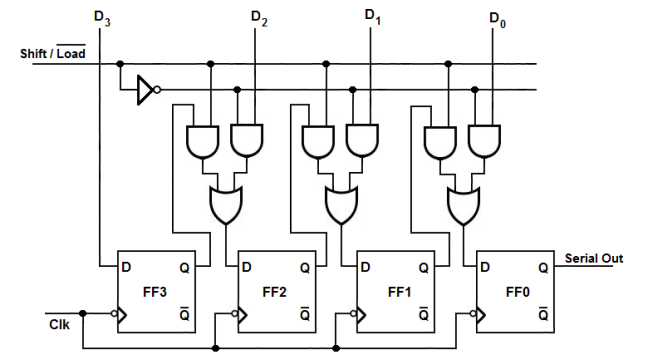 D3 D2 D1 D0
Shift / Load
D Q D Q D Q D Q Serial Out
FF3 FF2 FF1 FF0
Clk Q̅ Q̅ Q̅ Q̅